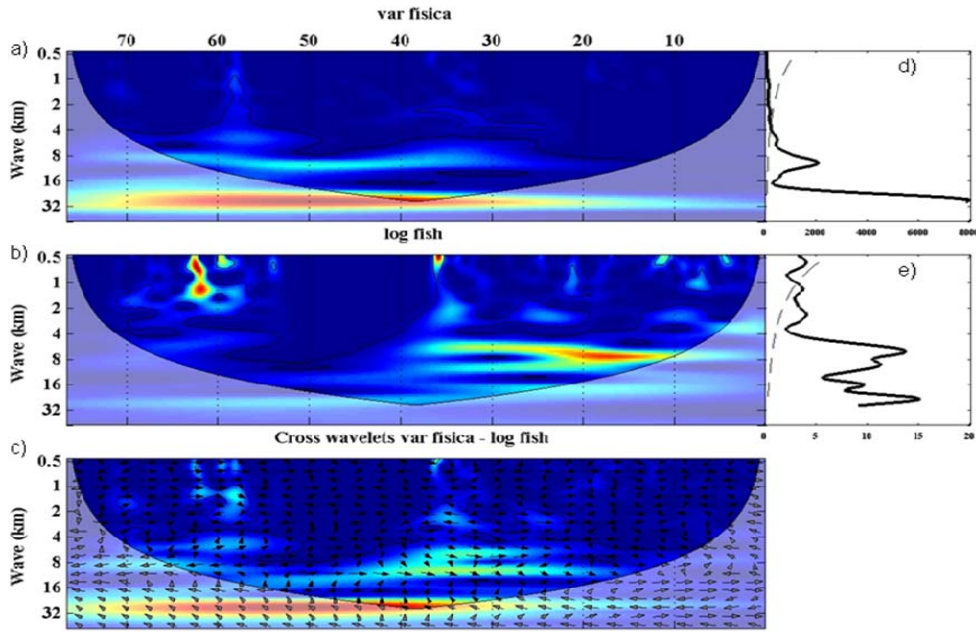 var fisica
a)
70 60 50 40 30 20 10
d)
0.5
1
2
4
8
16
32
Wave (km)
0 2000 4000 6000 8000
log fish
b)
e)
0.5
1
2
4
8
16
32
Wave (km)
0 5 10 15 20
Cross wavelets var fisica - log fish
c)
0.5
1
2
4
8
16
32
Wave (km)